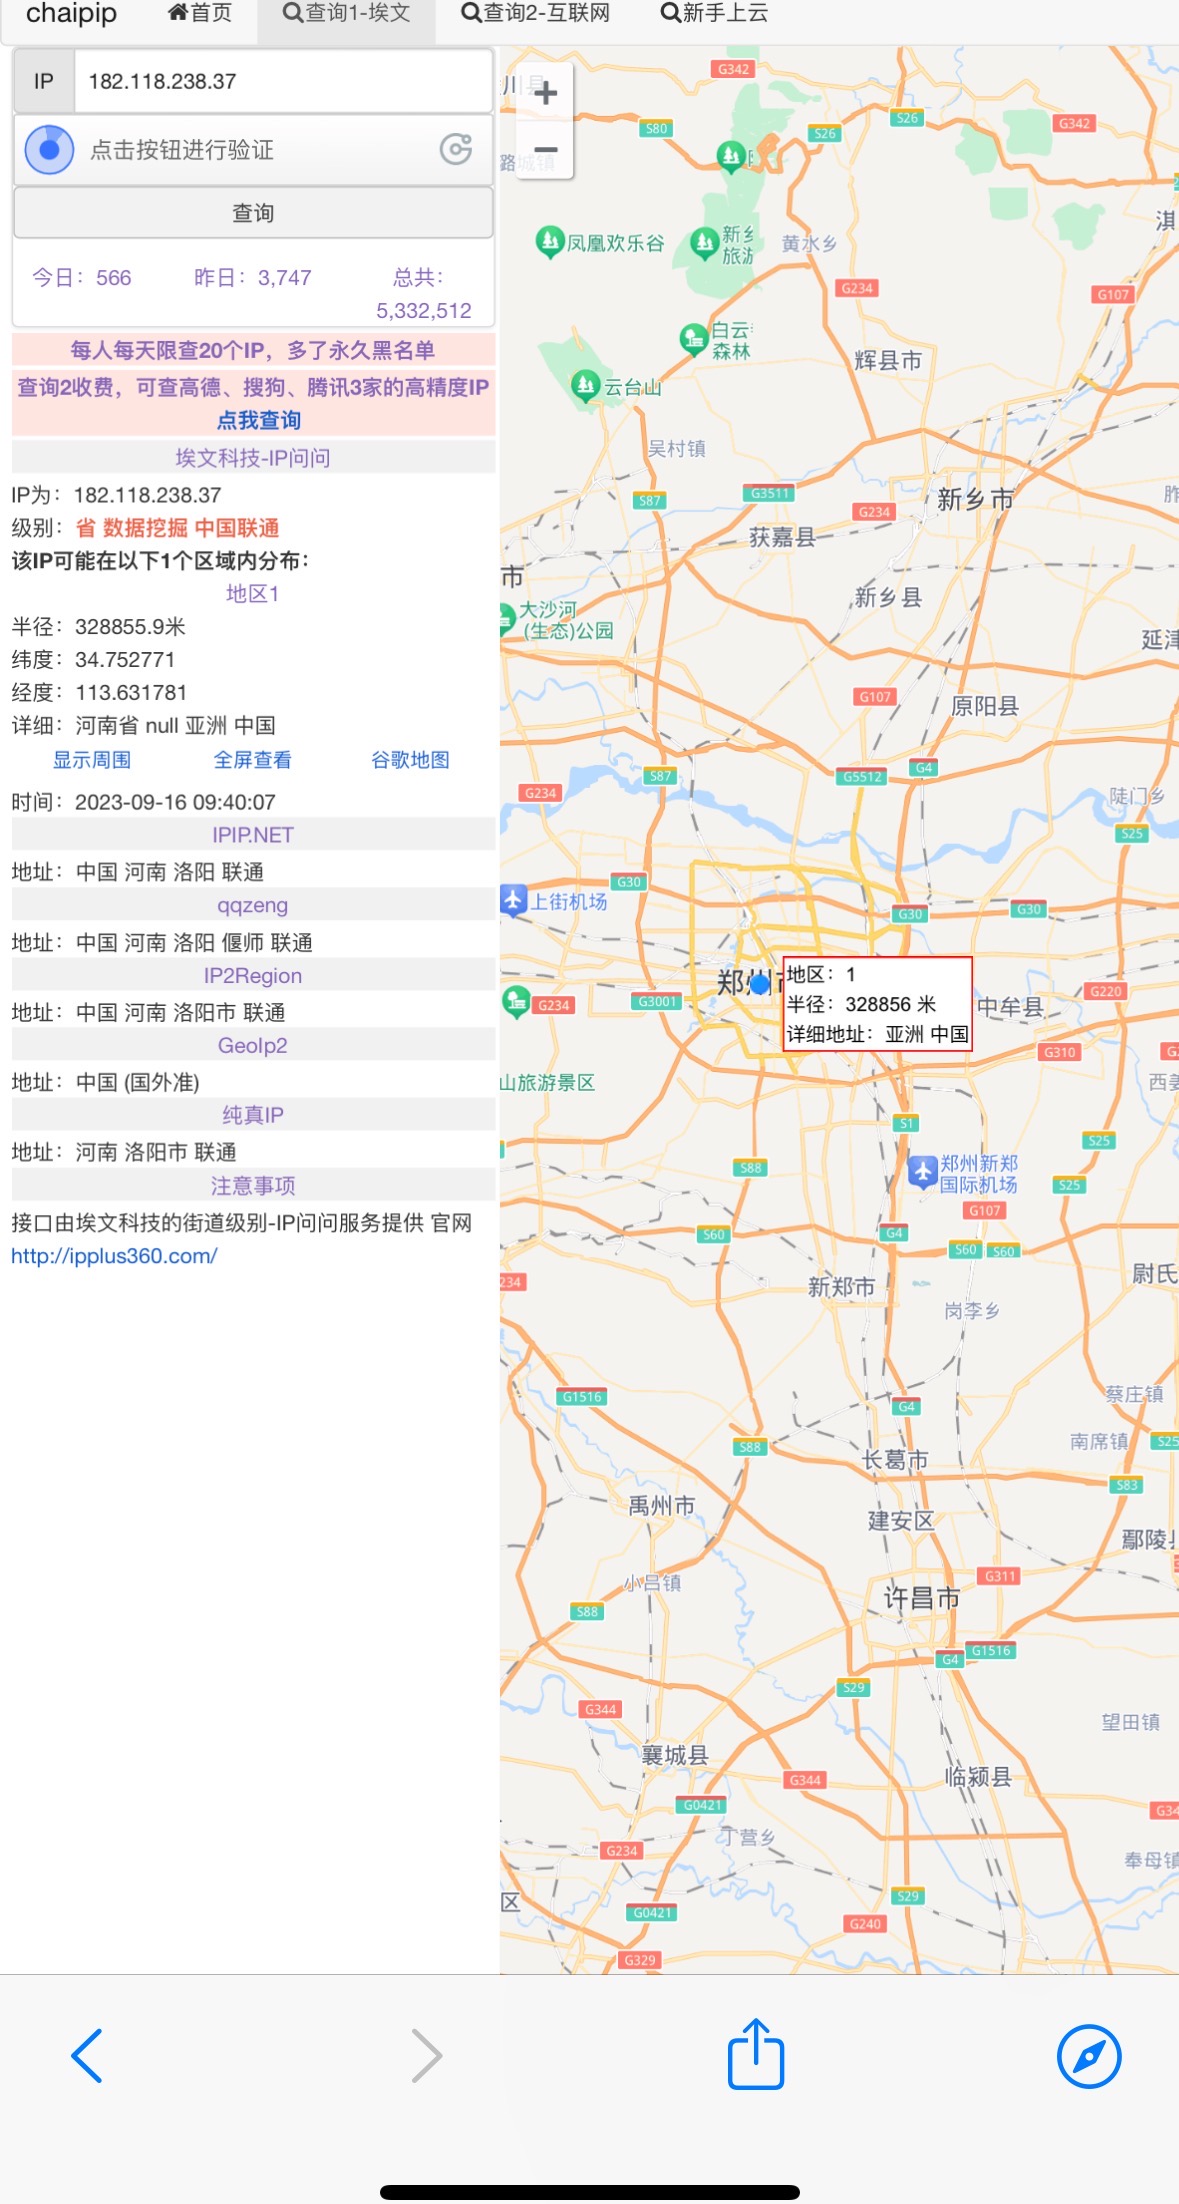 chaipip 首页 查询1-埃文 查询2-互联网 新手上云
IP 182.118.238.37
点击按钮进行验证
查询
今日：566 昨日：3,747 总共：
5,332,512
每人每天限查20个IP，多了永久黑名单
查询2收费，可查高德、搜狗、腾讯3家的高精度IP
点我查询
埃文科技-IP问问
IP为：182.118.238.37
级别：省 数据挖掘 中国联通
该IP可能在以下1个区域内分布：
地区1
半径：328855.9米
纬度：34.752771
经度：113.631781
详细：河南省 null 亚洲 中国
显示周围 全屏查看 谷歌地图
时间：2023-09-16 09:40:07
IPIP.NET
地址：中国 河南 洛阳 联通
qqzeng
地址：中国 河南 洛阳 偃师 联通
IP2Region
地址：中国 河南 洛阳市 联通
GeoIp2
地址：中国 (国外准)
纯真IP
地址：河南 洛阳市 联通
注意事项
接口由埃文科技的街道级别-IP问问服务提供 官网
http://ipplus360.com/
+
−
G342
川县
S80
S26
S26
G342
潞城镇
淇
凤凰欢乐谷
新乡
旅游
黄水乡
G234
G107
白云
森林
辉县市
云台山
吴村镇
S87
G3511
G234
新乡市
获嘉县
市
新乡县
大沙河
(生态)公园
延津
G107
原阳县
S87
G5512
G4
G234
陡门乡
S25
G30
上街机场
G30
G30
郑州市
地区：1
半径：328856 米
详细地址：亚洲 中国
G234
G3001
中牟县
G220
G310
山旅游景区
西姜
S1
S25
S88
郑州新郑
国际机场
S25
G107
S60
G4
S60
S60
234
新郑市
尉氏
岗李乡
G1516
G4
蔡庄镇
S88
南席镇
S25
长葛市
S83
禹州市
建安区
鄢陵县
小吕镇
G311
S88
许昌市
G4
G1516
S29
G344
望田镇
襄城县
G344
临颍县
G0421
G34
丁营乡
G234
奉母镇
区
G0421
S29
G240
G329